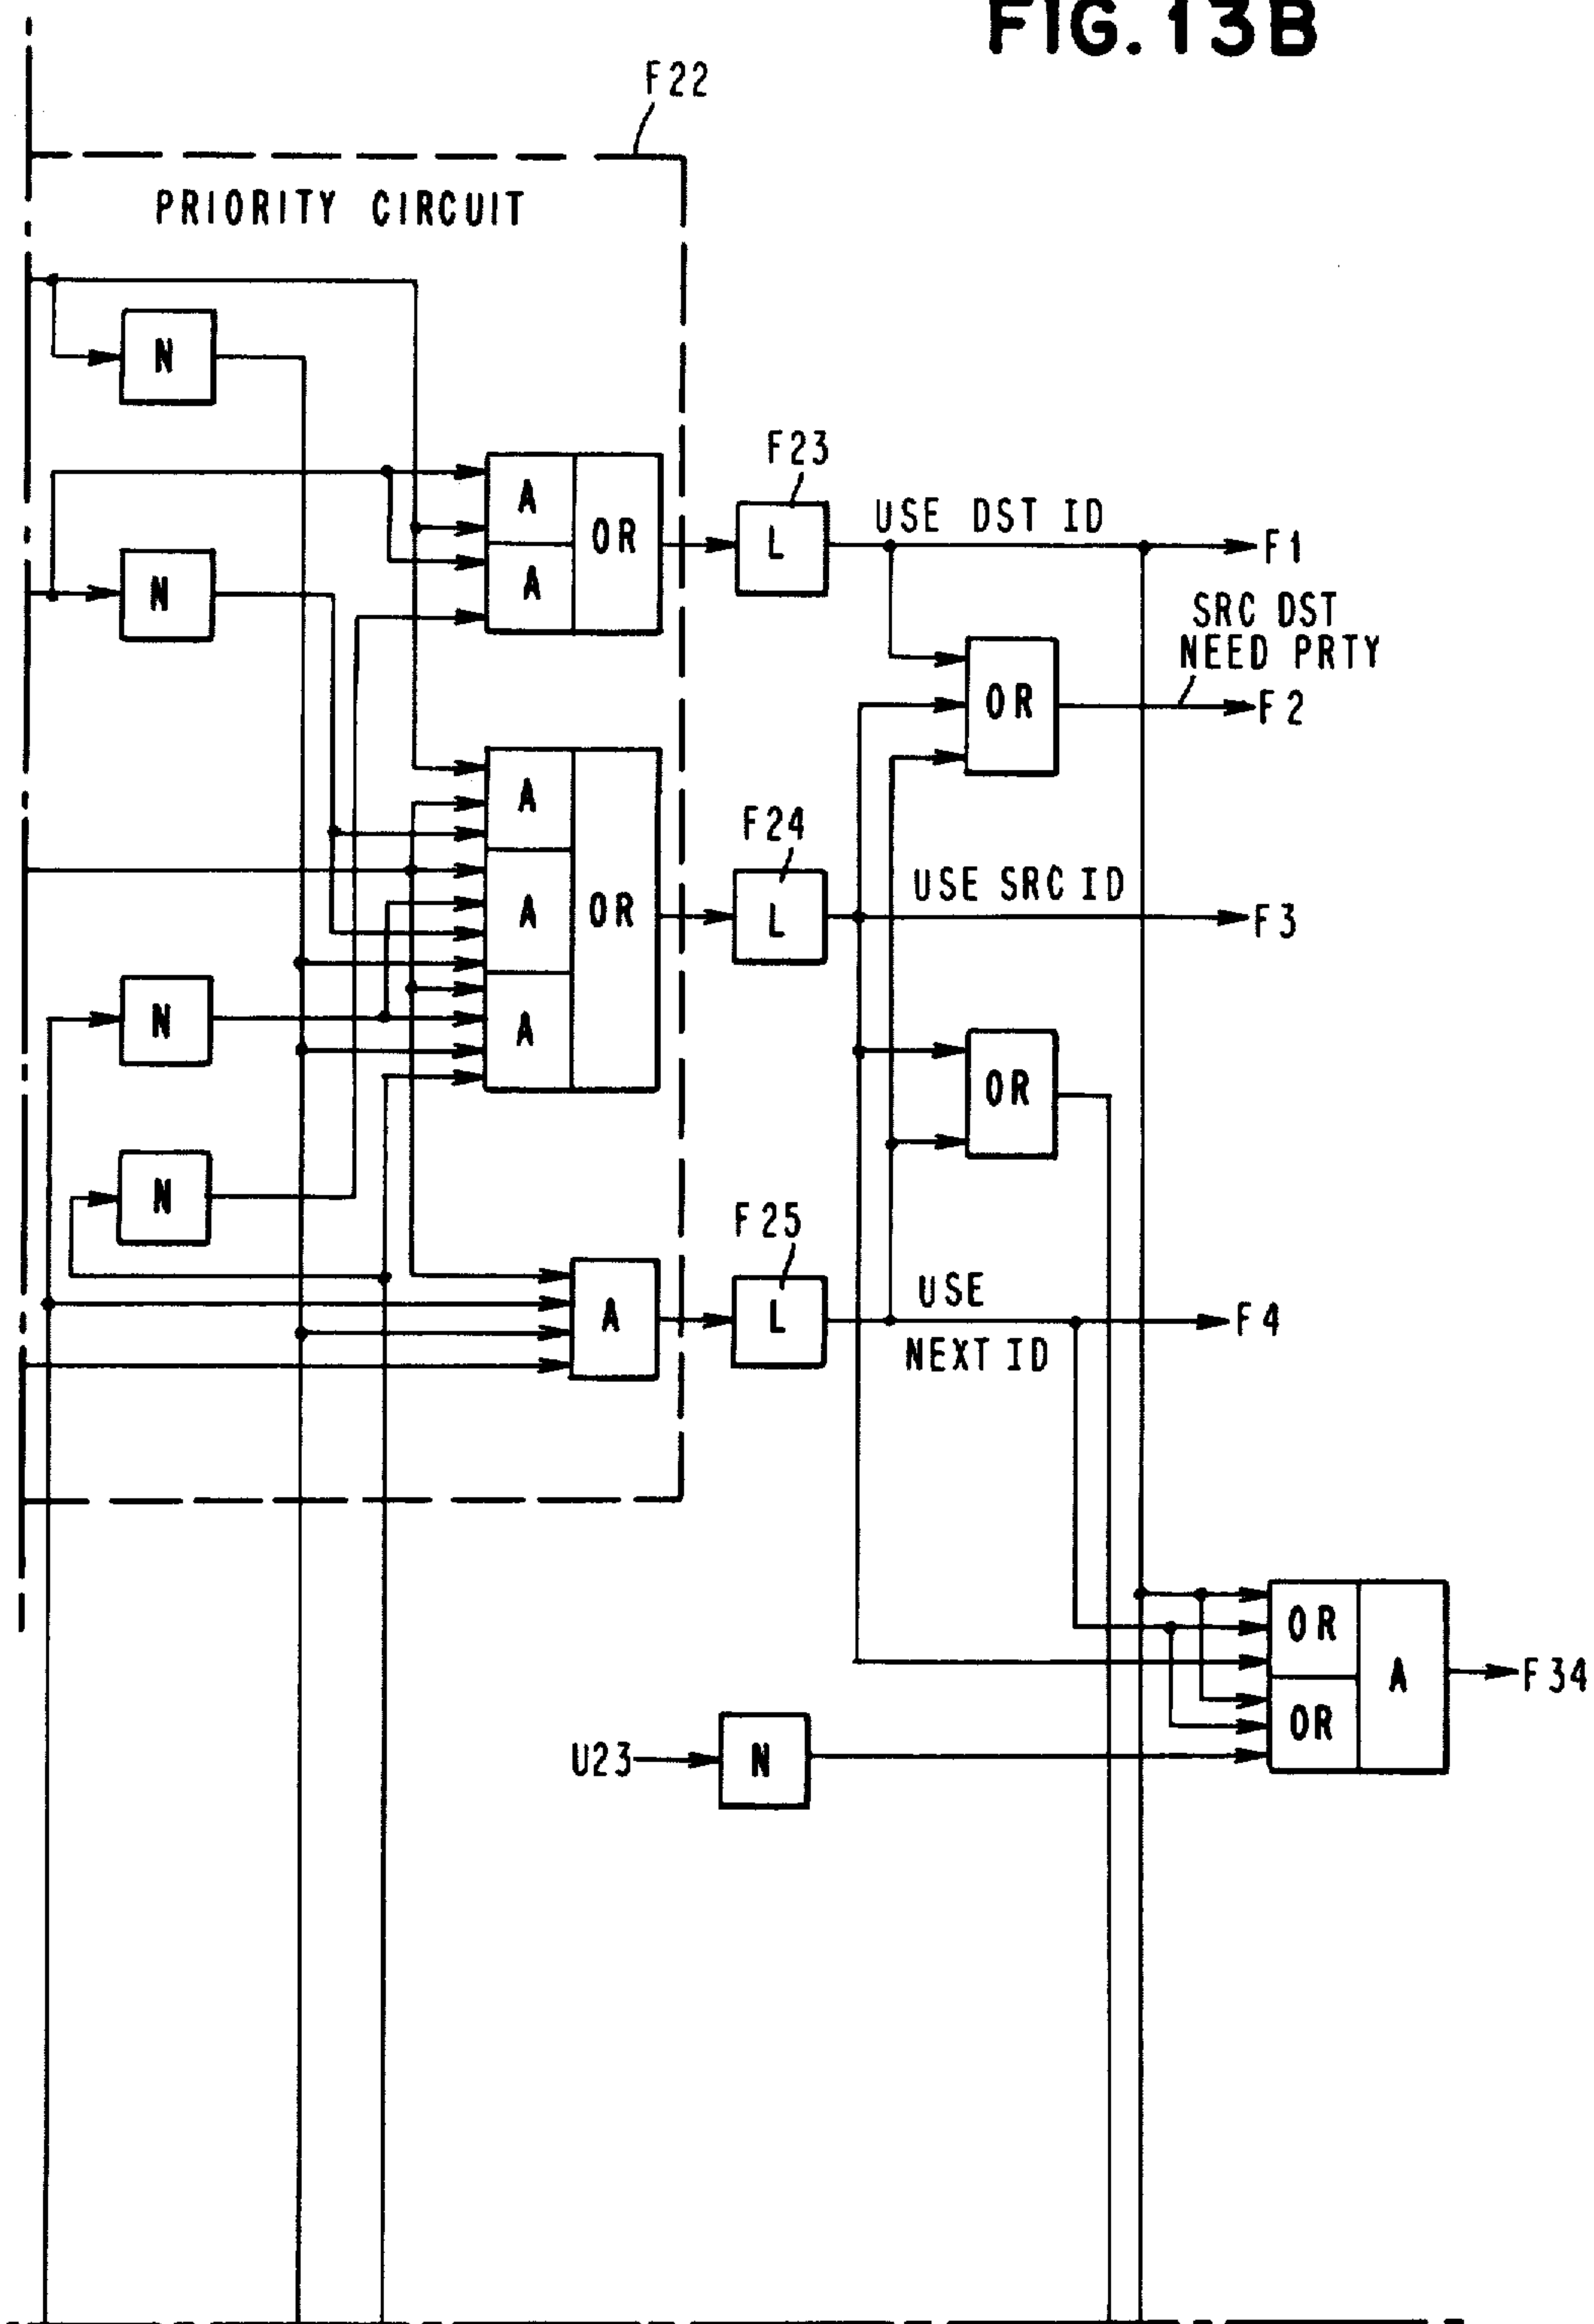 FIG. 13B
F22
PRIORITY CIRCUIT
N
A
A
OR
F23
L
USE DST ID
F1
N
SRC DST
NEED PRTY
F2
OR
A
A
A
OR
F24
L
USE SRC ID
F3
N
OR
N
F25
A
L
USE
NEXT ID
F4
OR
OR
A
F34
U23
N